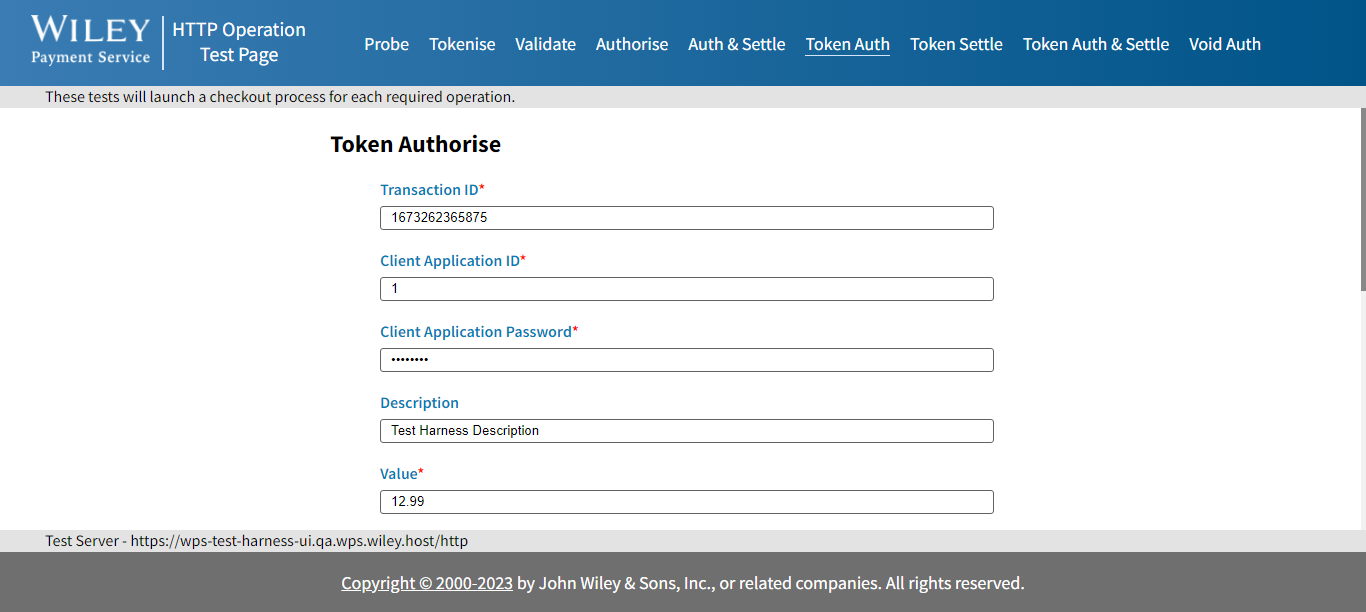 WILEY
Payment Service
HTTP Operation
Test Page
Probe Tokenise Validate Authorise Auth & Settle Token Auth Token Settle Token Auth & Settle Void Auth
These tests will launch a checkout process for each required operation.
Token Authorise
Transaction ID*
1673262365875
Client Application ID*
1
Client Application Password*
••••••••
Description
Test Harness Description
Value*
12.99
Test Server - https://wps-test-harness-ui.qa.wps.wiley.host/http
Copyright © 2000-2023 by John Wiley & Sons, Inc., or related companies. All rights reserved.